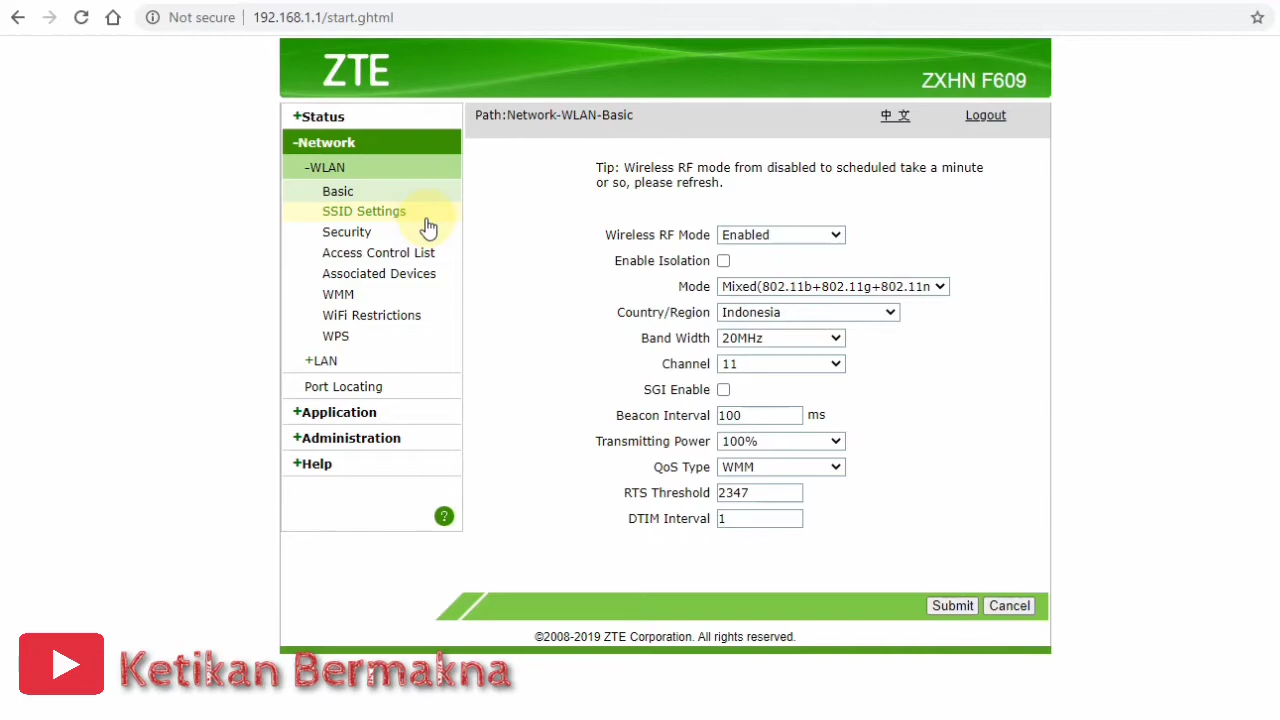 Not secure 192.168.1.1/start.ghtml
ZTE
ZXHN F609
+Status
-Network
-WLAN
Basic
SSID Settings
Security
Access Control List
Associated Devices
WMM
WiFi Restrictions
WPS
+LAN
Port Locating
+Application
+Administration
+Help
?
Path:Network-WLAN-Basic 中文 Logout
Tip: Wireless RF mode from disabled to scheduled take a minute
or so, please refresh.
Wireless RF Mode Enabled
Enable Isolation
Mode Mixed(802.11b+802.11g+802.11n
Country/Region Indonesia
Band Width 20MHz
Channel 11
SGI Enable
Beacon Interval 100 ms
Transmitting Power 100%
QoS Type WMM
RTS Threshold 2347
DTIM Interval 1
Submit Cancel
©2008-2019 ZTE Corporation. All rights reserved.
Ketikan Bermakna